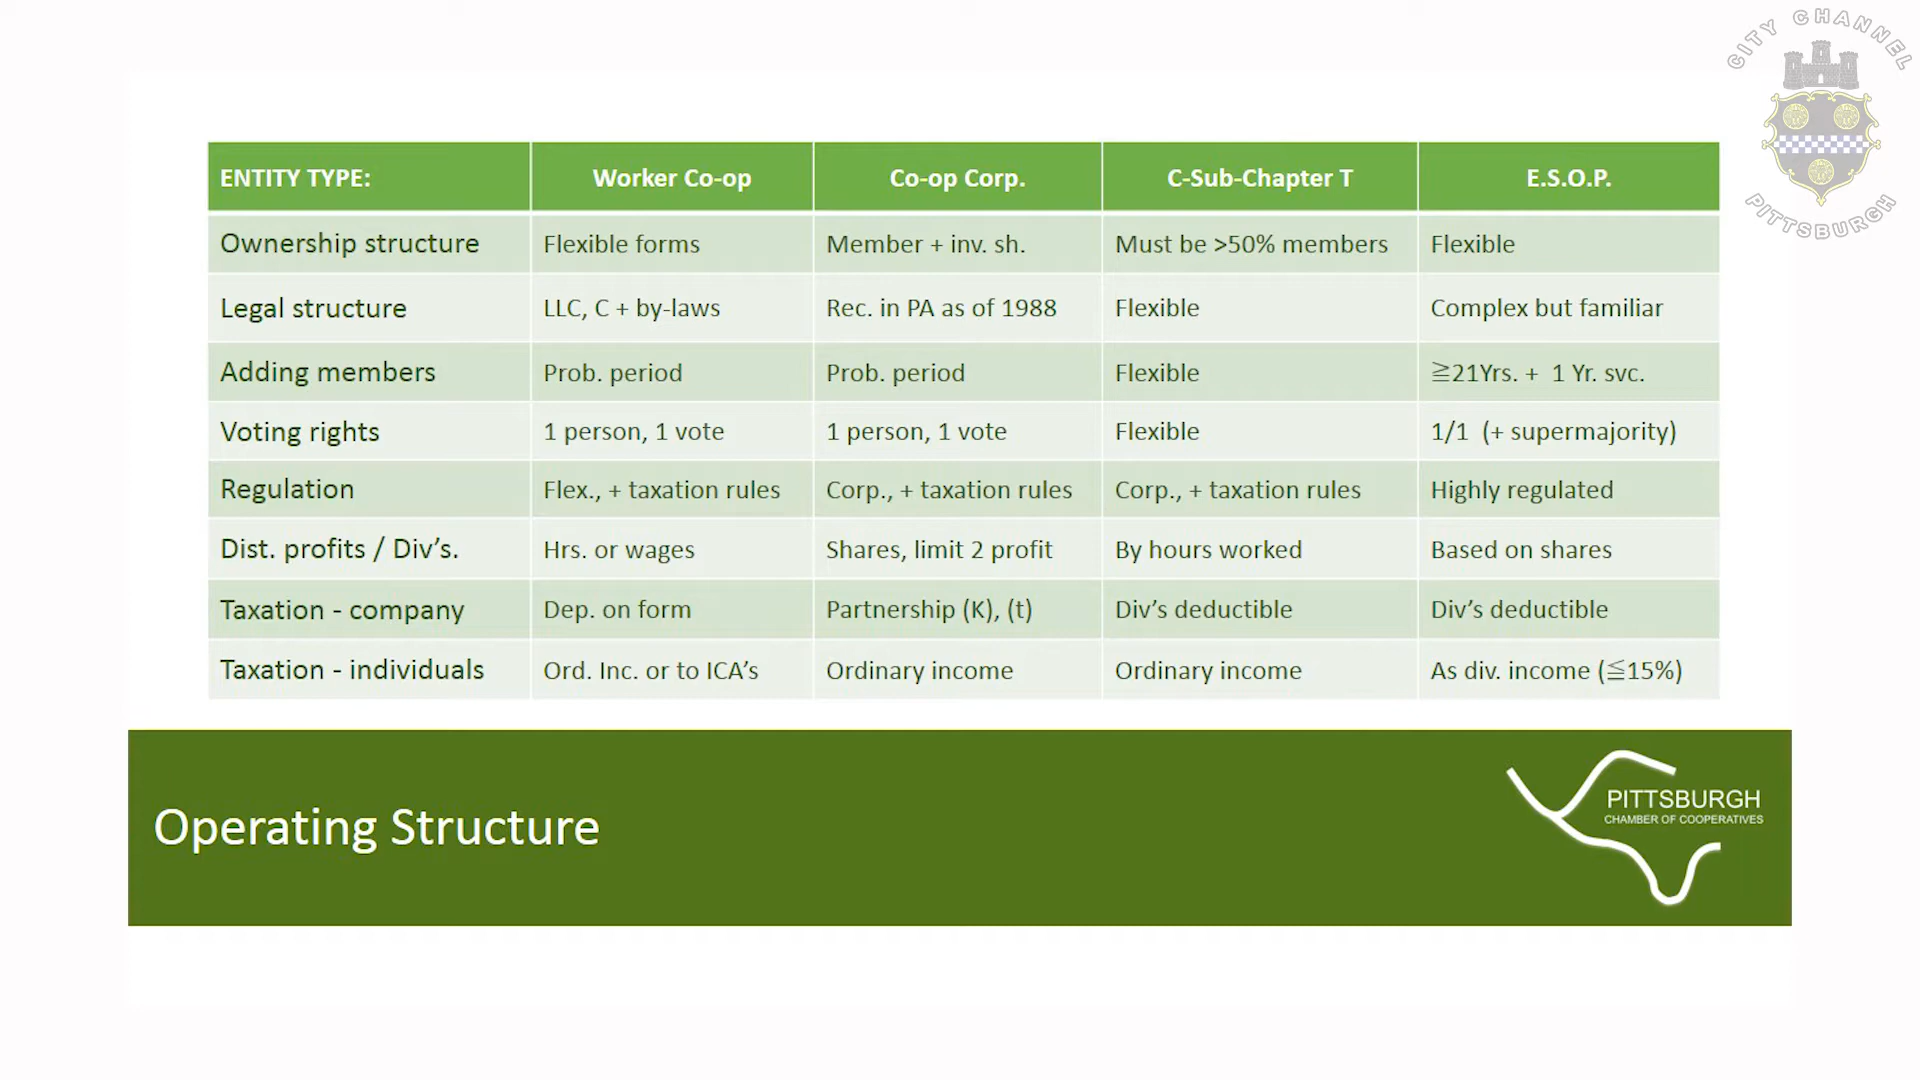 CITY CHANNEL
PITTSBURGH
ENTITY TYPE: Worker Co-op Co-op Corp. C-Sub-Chapter T E.S.O.P.
Ownership structure Flexible forms Member + inv. sh. Must be >50% members Flexible
Legal structure LLC, C + by-laws Rec. in PA as of 1988 Flexible Complex but familiar
Adding members Prob. period Prob. period Flexible ≧21Yrs. + 1 Yr. svc.
Voting rights 1 person, 1 vote 1 person, 1 vote Flexible 1/1 (+ supermajority)
Regulation Flex., + taxation rules Corp., + taxation rules Corp., + taxation rules Highly regulated
Dist. profits / Div’s. Hrs. or wages Shares, limit 2 profit By hours worked Based on shares
Taxation - company Dep. on form Partnership (K), (t) Div’s deductible Div’s deductible
Taxation - individuals Ord. Inc. or to ICA’s Ordinary income Ordinary income As div. income (≦15%)
Operating Structure
PITTSBURGH
CHAMBER OF COOPERATIVES